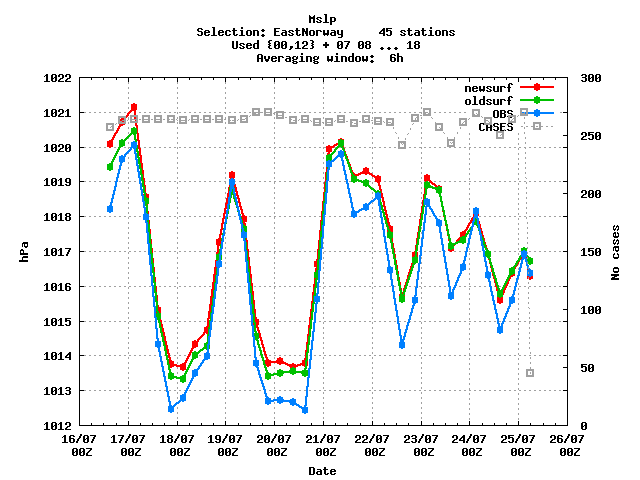 Mslp
Selection: EastNorway     45 stations
Used {00,12} + 07 08 ... 18
Averaging window:  6h
1022
1021
1020
1019
1018
1017
1016
1015
1014
1013
1012
hPa
newsurf
oldsurf
OBS
CASES
300
250
200
150
100
50
0
No cases
16/07 17/07 18/07 19/07 20/07 21/07 22/07 23/07 24/07 25/07 26/07
00Z 00Z 00Z 00Z 00Z 00Z 00Z 00Z 00Z 00Z 00Z
Date